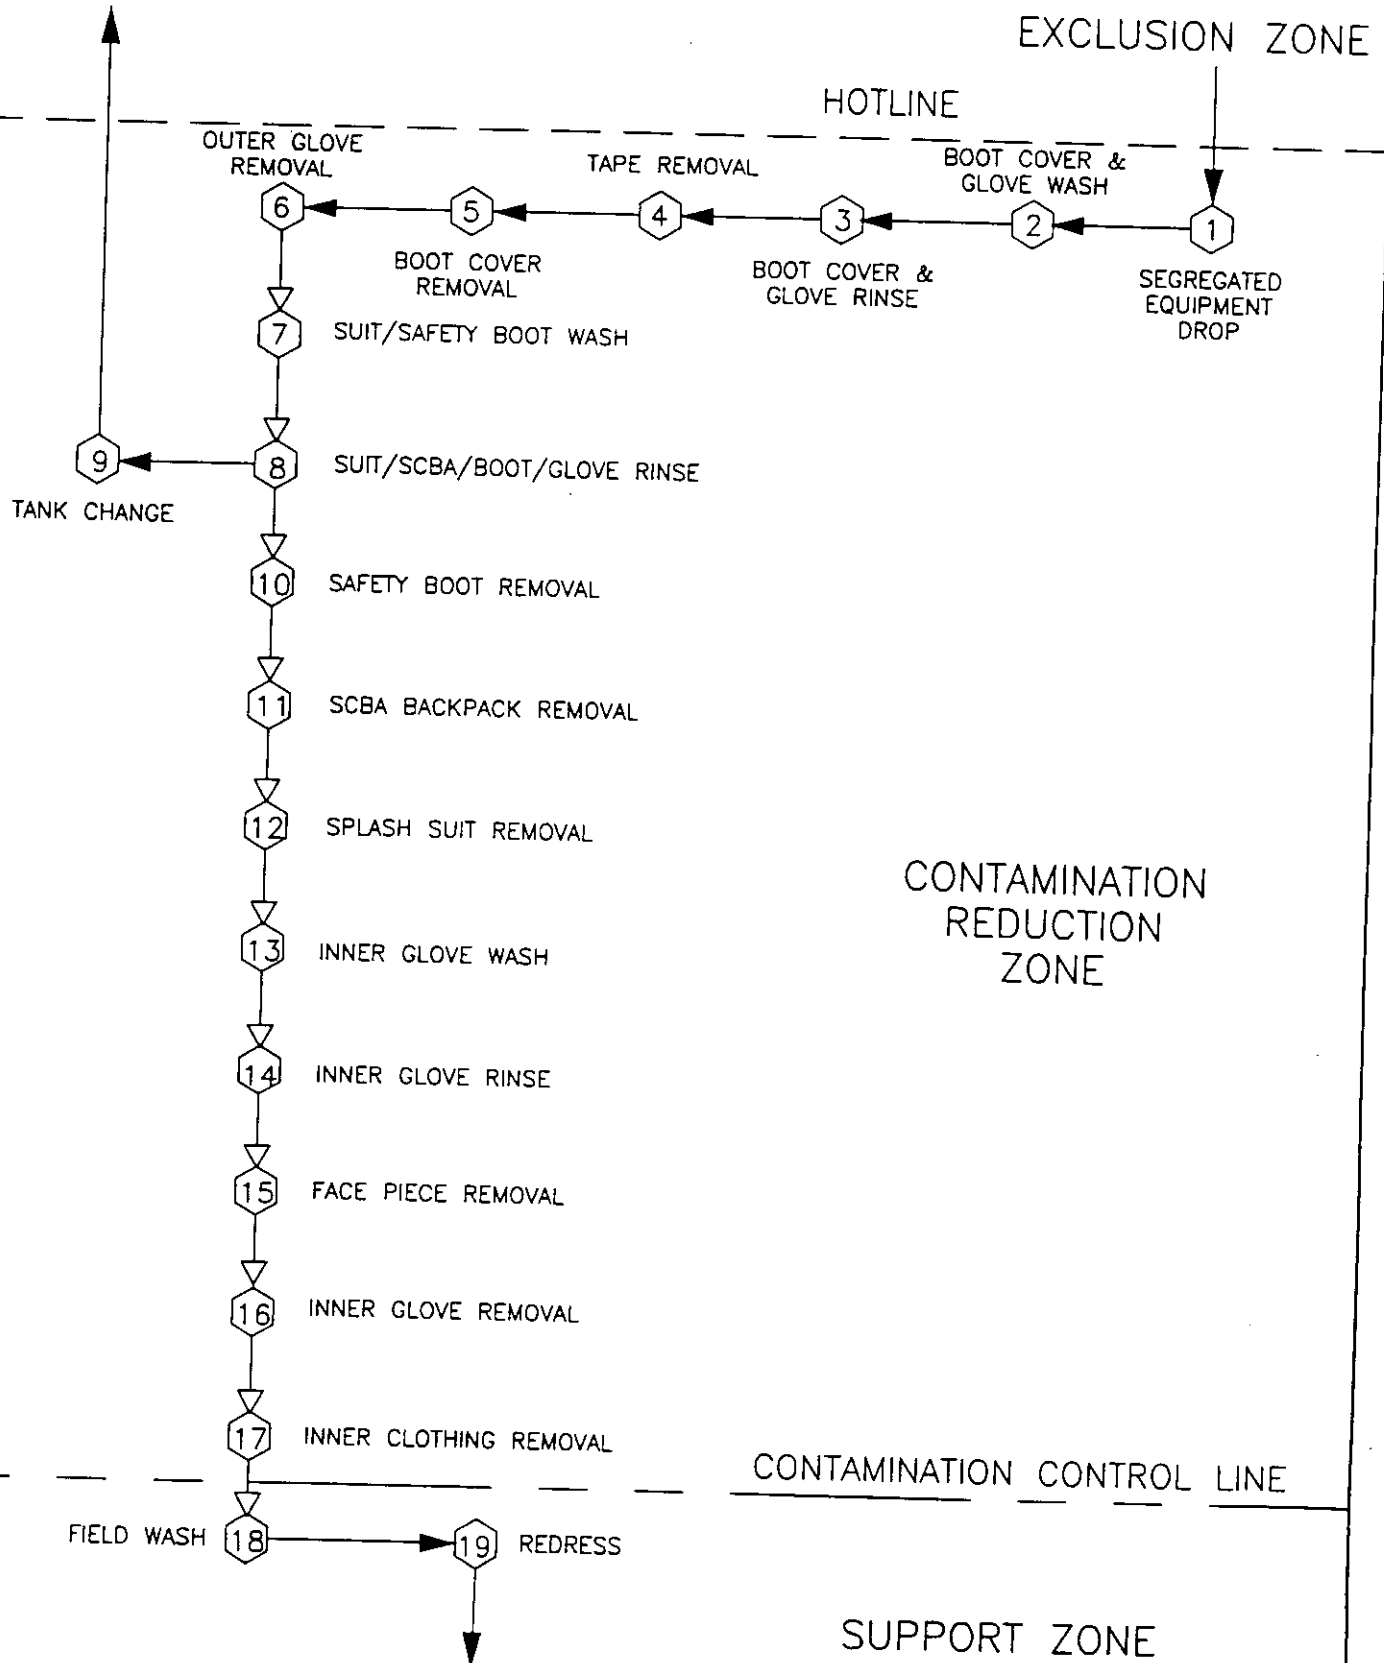 EXCLUSION ZONE
HOTLINE
OUTER GLOVE
REMOVAL
TAPE REMOVAL
BOOT COVER &
GLOVE WASH
6
5
4
3
2
1
BOOT COVER
REMOVAL
BOOT COVER &
GLOVE RINSE
SEGREGATED
EQUIPMENT
DROP
7 SUIT/SAFETY BOOT WASH
9
8 SUIT/SCBA/BOOT/GLOVE RINSE
TANK CHANGE
10 SAFETY BOOT REMOVAL
11 SCBA BACKPACK REMOVAL
12 SPLASH SUIT REMOVAL
CONTAMINATION
REDUCTION
ZONE
13 INNER GLOVE WASH
14 INNER GLOVE RINSE
15 FACE PIECE REMOVAL
16 INNER GLOVE REMOVAL
17 INNER CLOTHING REMOVAL
CONTAMINATION CONTROL LINE
FIELD WASH 18
19 REDRESS
SUPPORT ZONE